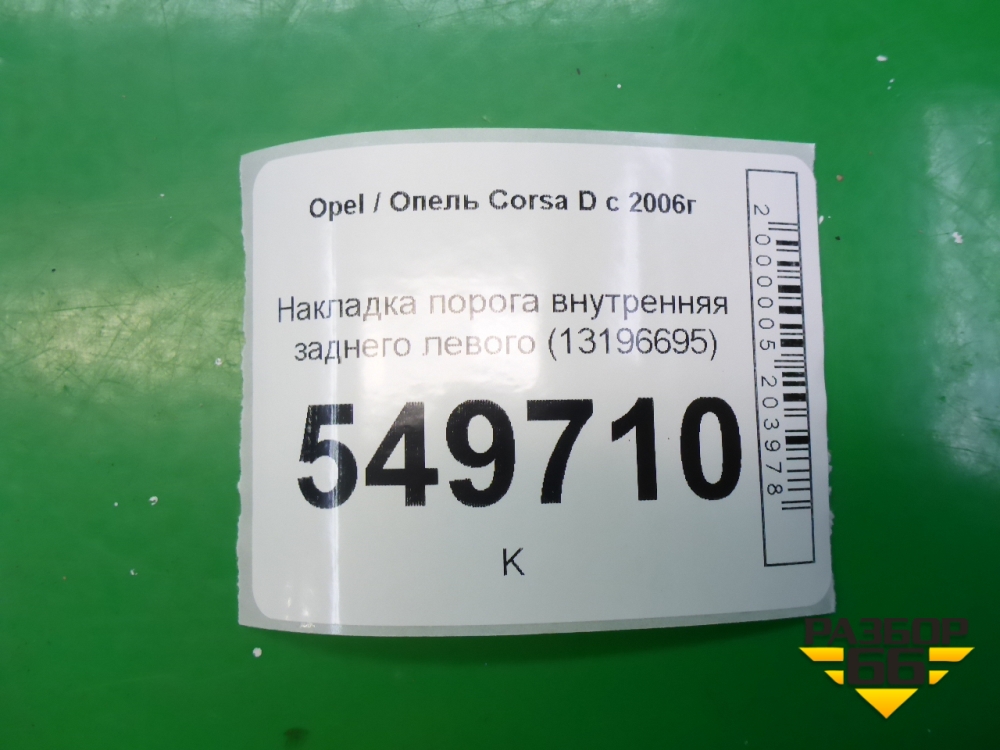 Opel / Опель Corsa D с 2006г
Накладка порога внутренняя
заднего левого (13196695)
549710
К
2000005203978
РАЗБОР
66